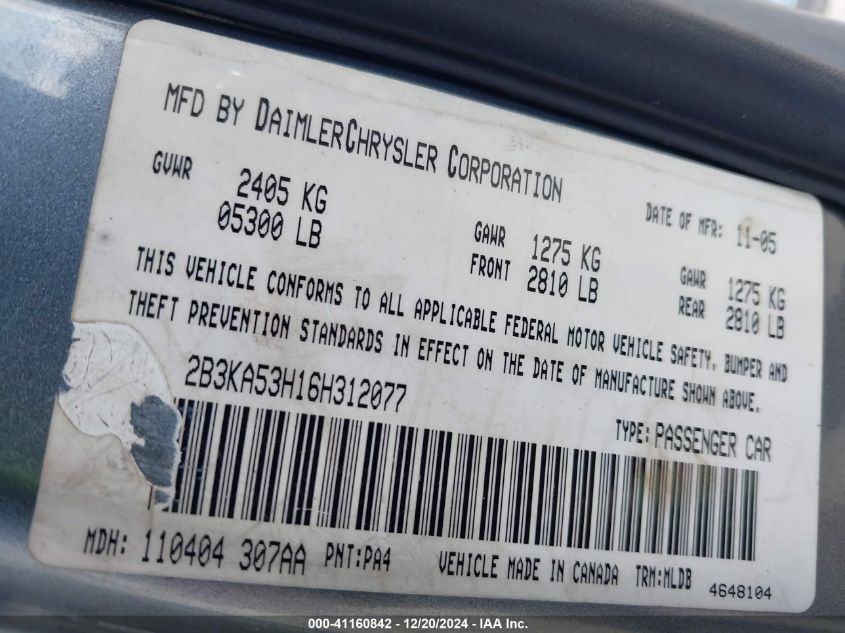 MFD BY DAIMLERCHRYSLER CORPORATION
DATE OF MFR: 11-05
GVWR 2405 KG
05300 LB
GAWR 1275 KG
FRONT 2810 LB
GAWR 1275 KG
REAR 2810 LB
THIS VEHICLE CONFORMS TO ALL APPLICABLE FEDERAL MOTOR VEHICLE SAFETY, BUMPER AND
THEFT PREVENTION STANDARDS IN EFFECT ON THE DATE OF MANUFACTURE SHOWN ABOVE.
2B3KA53H16H312077
TYPE: PASSENGER CAR
MDH: 110404 307AA PNT:PA4 VEHICLE MADE IN CANADA TRM:MLDB 4648104
000-41160842 - 12/20/2024 - IAAI Inc.